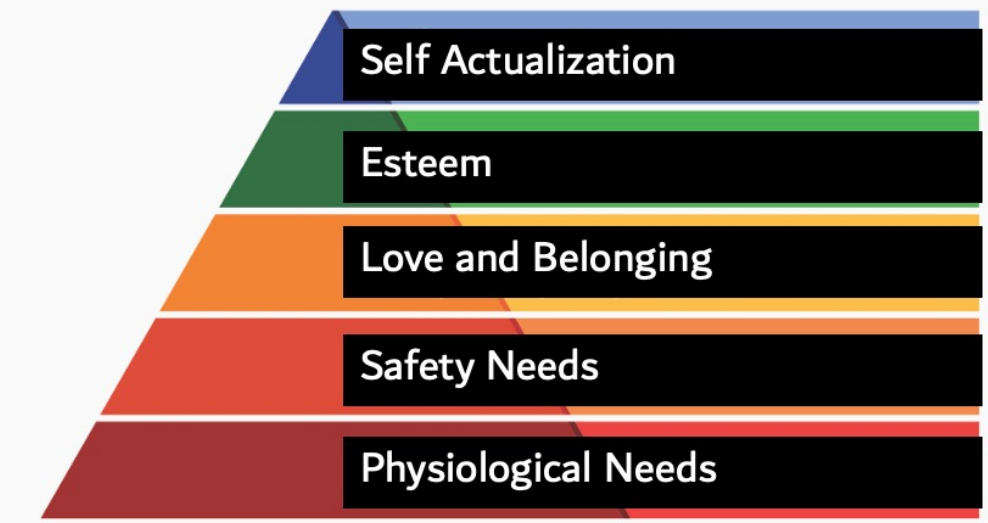 Self Actualization
Esteem
Love and Belonging
Safety Needs
Physiological Needs